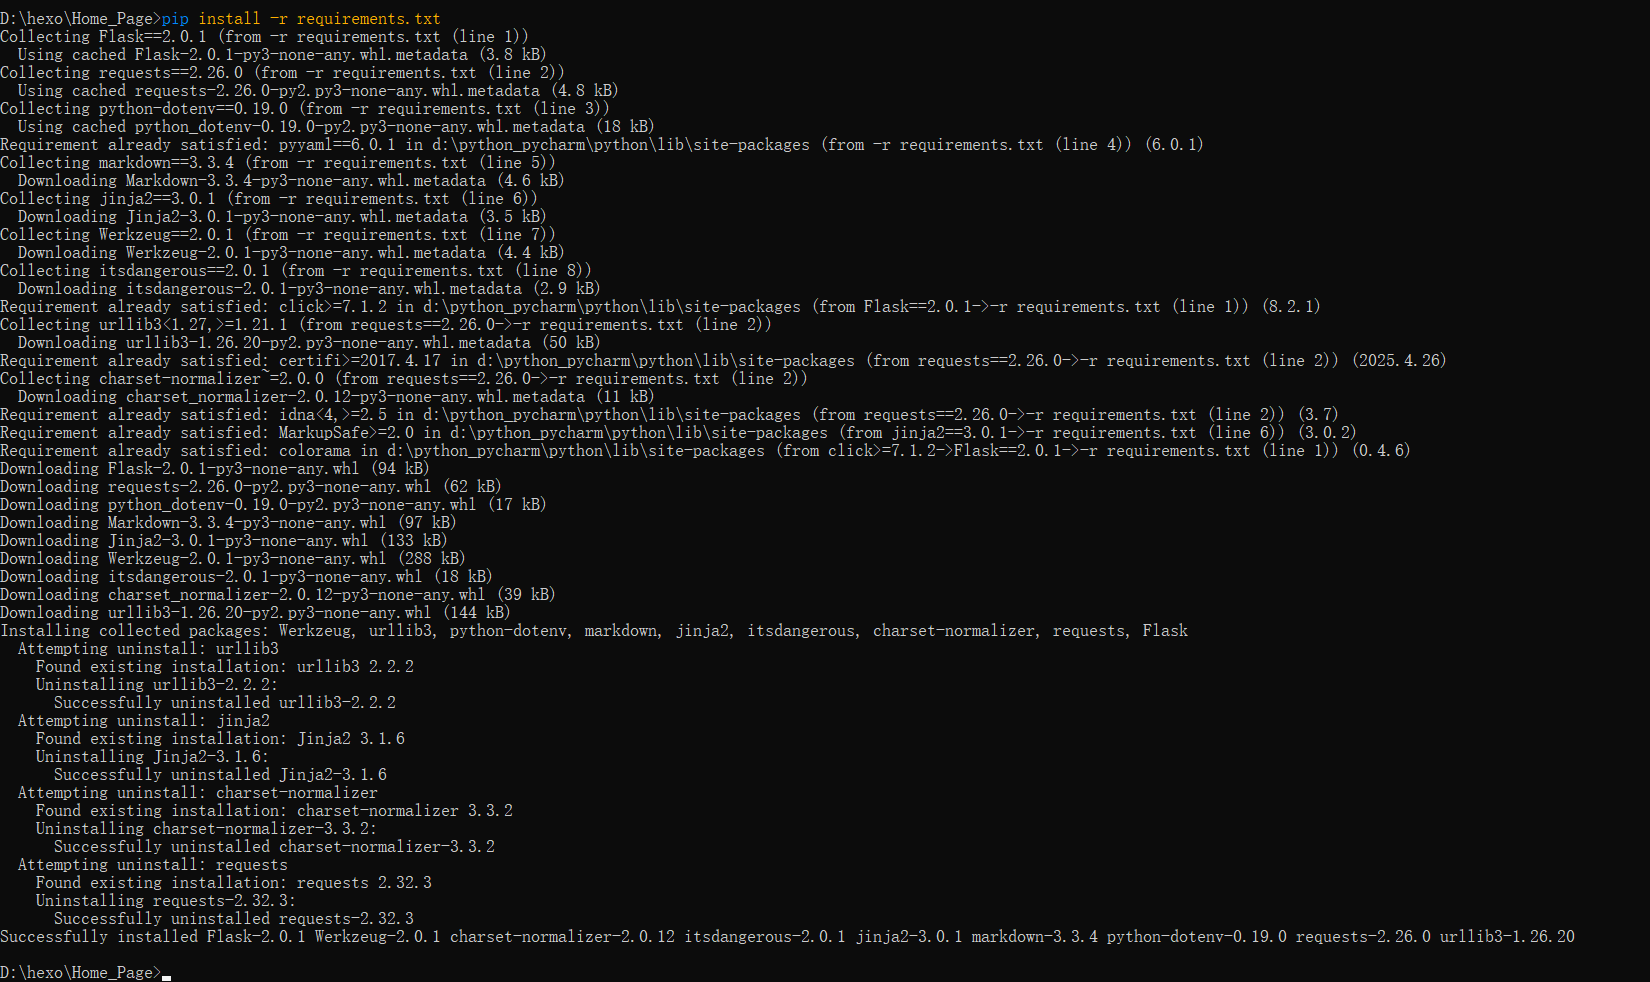 D:\hexo\Home_Page>pip install -r requirements.txt
Collecting Flask==2.0.1 (from -r requirements.txt (line 1))
  Using cached Flask-2.0.1-py3-none-any.whl.metadata (3.8 kB)
Collecting requests==2.26.0 (from -r requirements.txt (line 2))
  Using cached requests-2.26.0-py2.py3-none-any.whl.metadata (4.8 kB)
Collecting python-dotenv==0.19.0 (from -r requirements.txt (line 3))
  Using cached python_dotenv-0.19.0-py2.py3-none-any.whl.metadata (18 kB)
Requirement already satisfied: pyyaml==6.0.1 in d:\python_pycharm\python\lib\site-packages (from -r requirements.txt (line 4)) (6.0.1)
Collecting markdown==3.3.4 (from -r requirements.txt (line 5))
  Downloading Markdown-3.3.4-py3-none-any.whl.metadata (4.6 kB)
Collecting jinja2==3.0.1 (from -r requirements.txt (line 6))
  Downloading Jinja2-3.0.1-py3-none-any.whl.metadata (3.5 kB)
Collecting Werkzeug==2.0.1 (from -r requirements.txt (line 7))
  Downloading Werkzeug-2.0.1-py3-none-any.whl.metadata (4.4 kB)
Collecting itsdangerous==2.0.1 (from -r requirements.txt (line 8))
  Downloading itsdangerous-2.0.1-py3-none-any.whl.metadata (2.9 kB)
Requirement already satisfied: click>=7.1.2 in d:\python_pycharm\python\lib\site-packages (from Flask==2.0.1->-r requirements.txt (line 1)) (8.2.1)
Collecting urllib3<1.27,>=1.21.1 (from requests==2.26.0->-r requirements.txt (line 2))
  Downloading urllib3-1.26.20-py2.py3-none-any.whl.metadata (50 kB)
Requirement already satisfied: certifi>=2017.4.17 in d:\python_pycharm\python\lib\site-packages (from requests==2.26.0->-r requirements.txt (line 2)) (2025.4.26)
Collecting charset-normalizer~=2.0.0 (from requests==2.26.0->-r requirements.txt (line 2))
  Downloading charset_normalizer-2.0.12-py3-none-any.whl.metadata (11 kB)
Requirement already satisfied: idna<4,>=2.5 in d:\python_pycharm\python\lib\site-packages (from requests==2.26.0->-r requirements.txt (line 2)) (3.7)
Requirement already satisfied: MarkupSafe>=2.0 in d:\python_pycharm\python\lib\site-packages (from jinja2==3.0.1->-r requirements.txt (line 6)) (3.0.2)
Requirement already satisfied: colorama in d:\python_pycharm\python\lib\site-packages (from click>=7.1.2->Flask==2.0.1->-r requirements.txt (line 1)) (0.4.6)
Downloading Flask-2.0.1-py3-none-any.whl (94 kB)
Downloading requests-2.26.0-py2.py3-none-any.whl (62 kB)
Downloading python_dotenv-0.19.0-py2.py3-none-any.whl (17 kB)
Downloading Markdown-3.3.4-py3-none-any.whl (97 kB)
Downloading Jinja2-3.0.1-py3-none-any.whl (133 kB)
Downloading Werkzeug-2.0.1-py3-none-any.whl (288 kB)
Downloading itsdangerous-2.0.1-py3-none-any.whl (18 kB)
Downloading charset_normalizer-2.0.12-py3-none-any.whl (39 kB)
Downloading urllib3-1.26.20-py2.py3-none-any.whl (144 kB)
Installing collected packages: Werkzeug, urllib3, python-dotenv, markdown, jinja2, itsdangerous, charset-normalizer, requests, Flask
  Attempting uninstall: urllib3
    Found existing installation: urllib3 2.2.2
    Uninstalling urllib3-2.2.2:
      Successfully uninstalled urllib3-2.2.2
  Attempting uninstall: jinja2
    Found existing installation: Jinja2 3.1.6
    Uninstalling Jinja2-3.1.6:
      Successfully uninstalled Jinja2-3.1.6
  Attempting uninstall: charset-normalizer
    Found existing installation: charset-normalizer 3.3.2
    Uninstalling charset-normalizer-3.3.2:
      Successfully uninstalled charset-normalizer-3.3.2
  Attempting uninstall: requests
    Found existing installation: requests 2.32.3
    Uninstalling requests-2.32.3:
      Successfully uninstalled requests-2.32.3
Successfully installed Flask-2.0.1 Werkzeug-2.0.1 charset-normalizer-2.0.12 itsdangerous-2.0.1 jinja2-3.0.1 markdown-3.3.4 python-dotenv-0.19.0 requests-2.26.0 urllib3-1.26.20
D:\hexo\Home_Page>